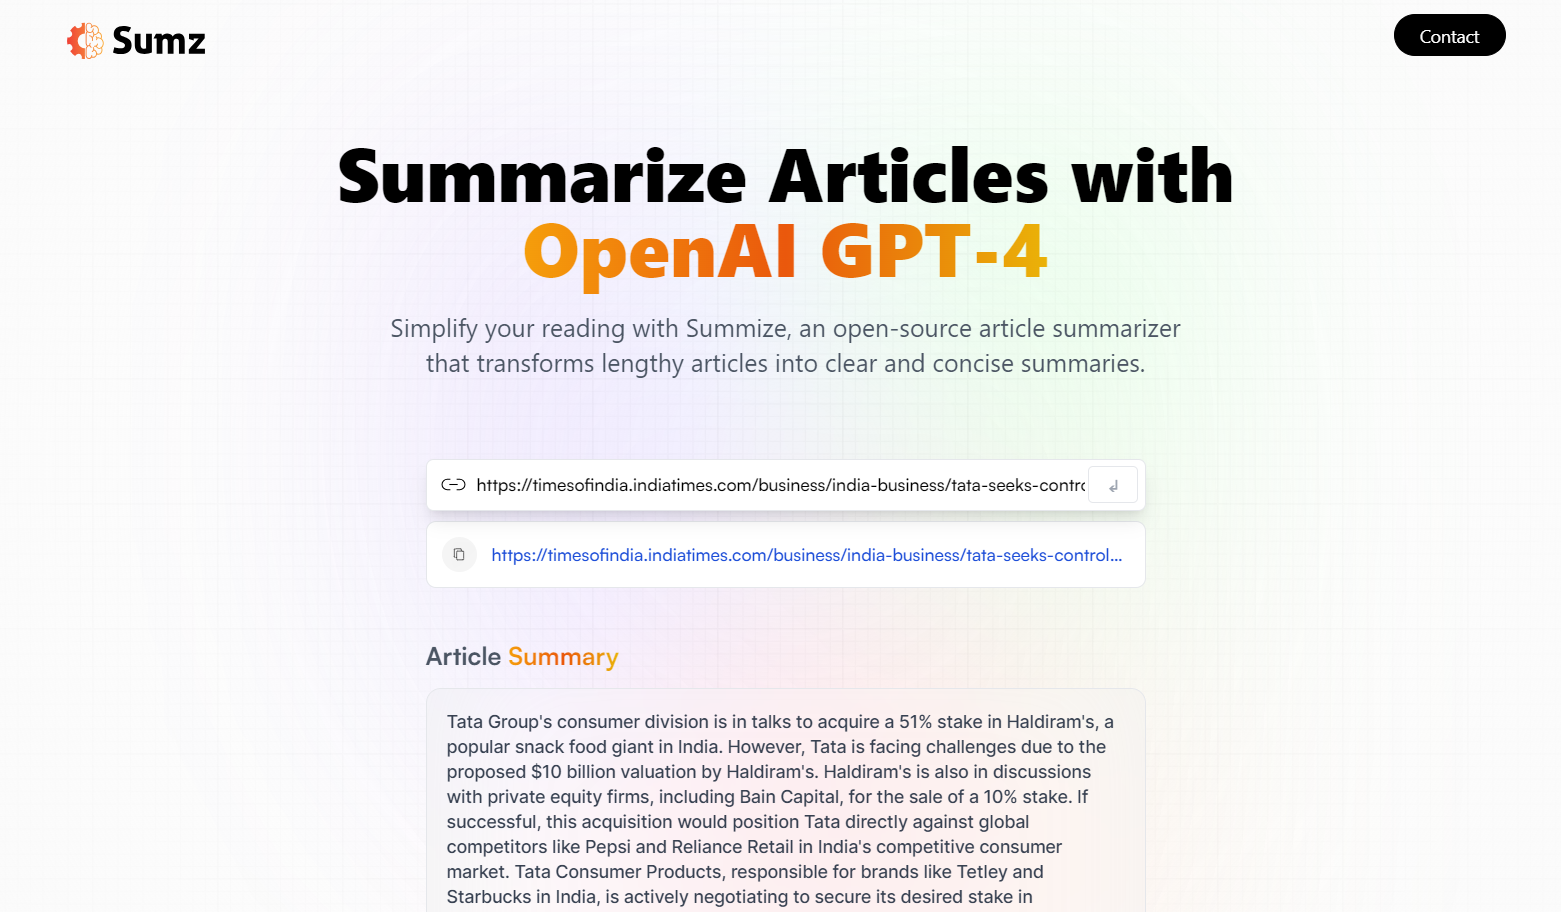 Sumz
Contact
Summarize Articles with
OpenAI GPT-4
Simplify your reading with Summize, an open-source article summarizer
that transforms lengthy articles into clear and concise summaries.
https://timesofindia.indiatimes.com/business/india-business/tata-seeks-contro
https://timesofindia.indiatimes.com/business/india-business/tata-seeks-control...
Article Summary
Tata Group's consumer division is in talks to acquire a 51% stake in Haldiram's, a
popular snack food giant in India. However, Tata is facing challenges due to the
proposed $10 billion valuation by Haldiram's. Haldiram's is also in discussions
with private equity firms, including Bain Capital, for the sale of a 10% stake. If
successful, this acquisition would position Tata directly against global
competitors like Pepsi and Reliance Retail in India's competitive consumer
market. Tata Consumer Products, responsible for brands like Tetley and
Starbucks in India, is actively negotiating to secure its desired stake in